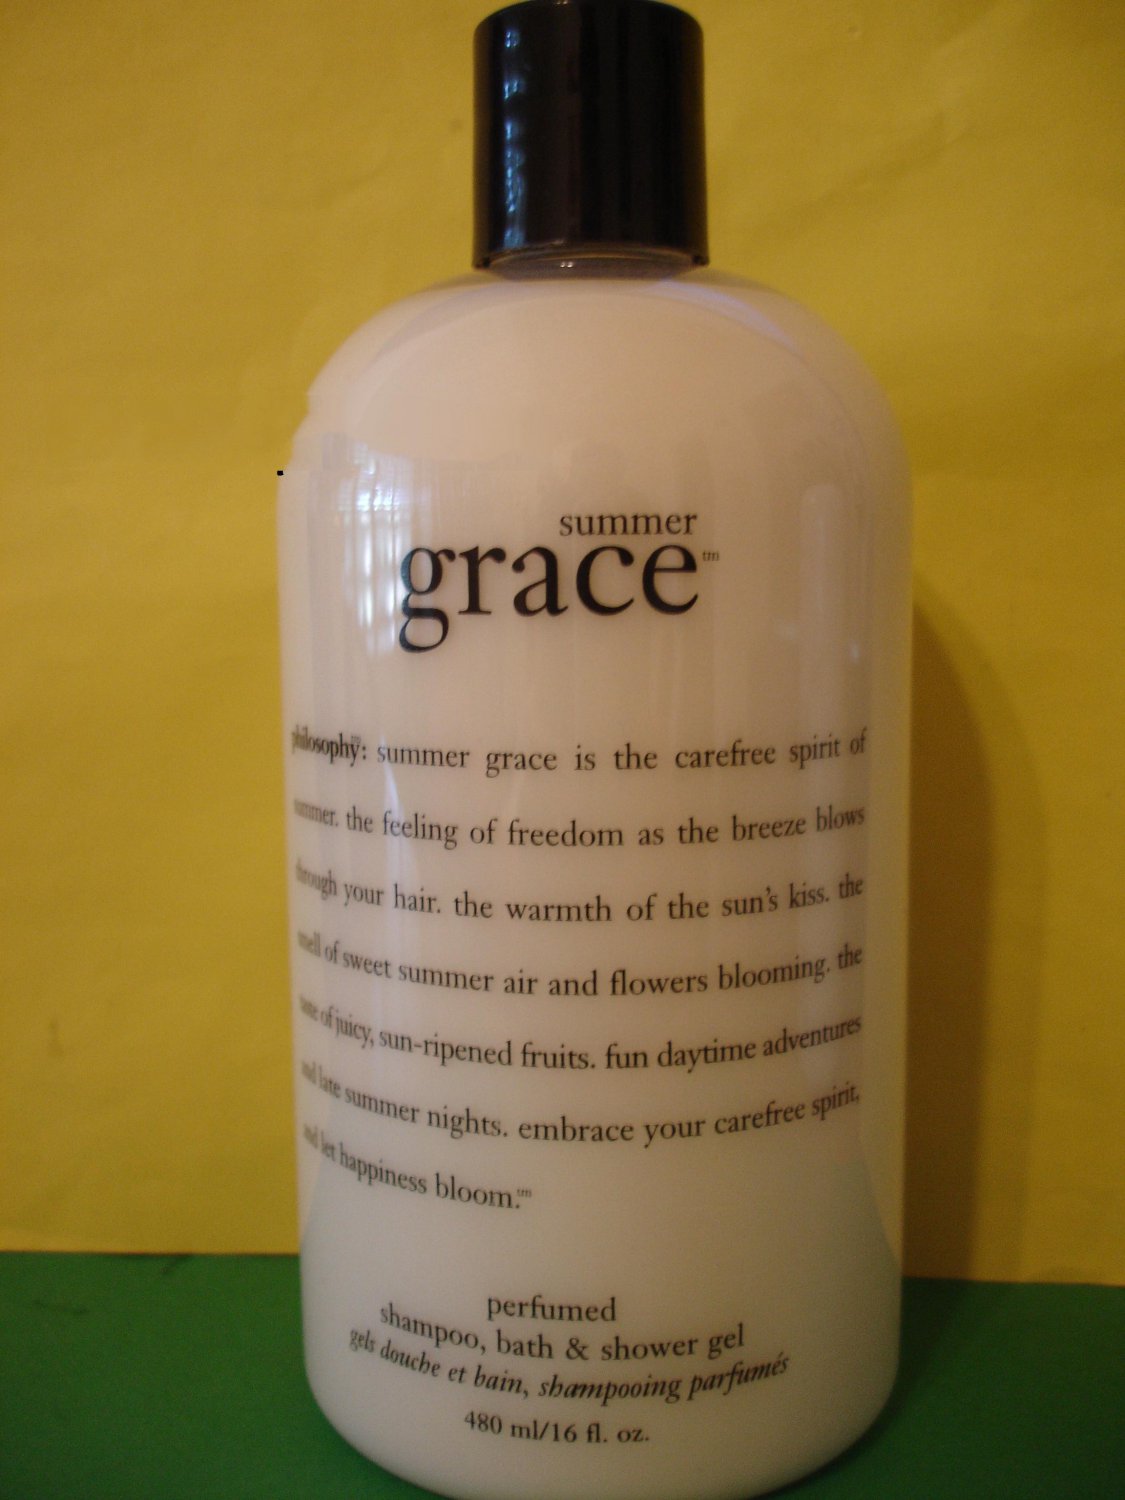 summer
grace™
philosophy:™ summer grace is the carefree spirit of
summer. the feeling of freedom as the breeze blows
through your hair. the warmth of the sun's kiss. the
smell of sweet summer air and flowers blooming. the
taste of juicy, sun-ripened fruits. fun daytime adventures
and late summer nights. embrace your carefree spirit,
and let happiness bloom.™
perfumed
shampoo, bath & shower gel
gels douche et bain, shampooing parfumés
480 ml/16 fl. oz.